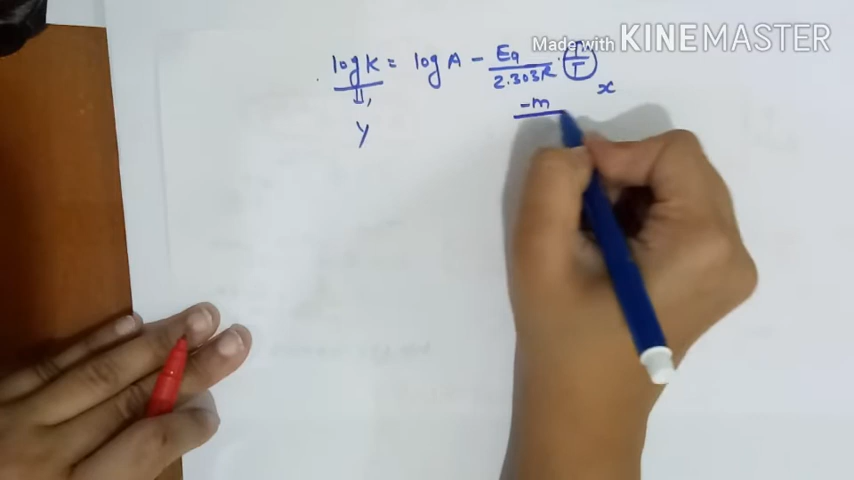 Made with KINEMASTER
log K = log A - Ea / 2.303R · (1/T)
x
-m
y